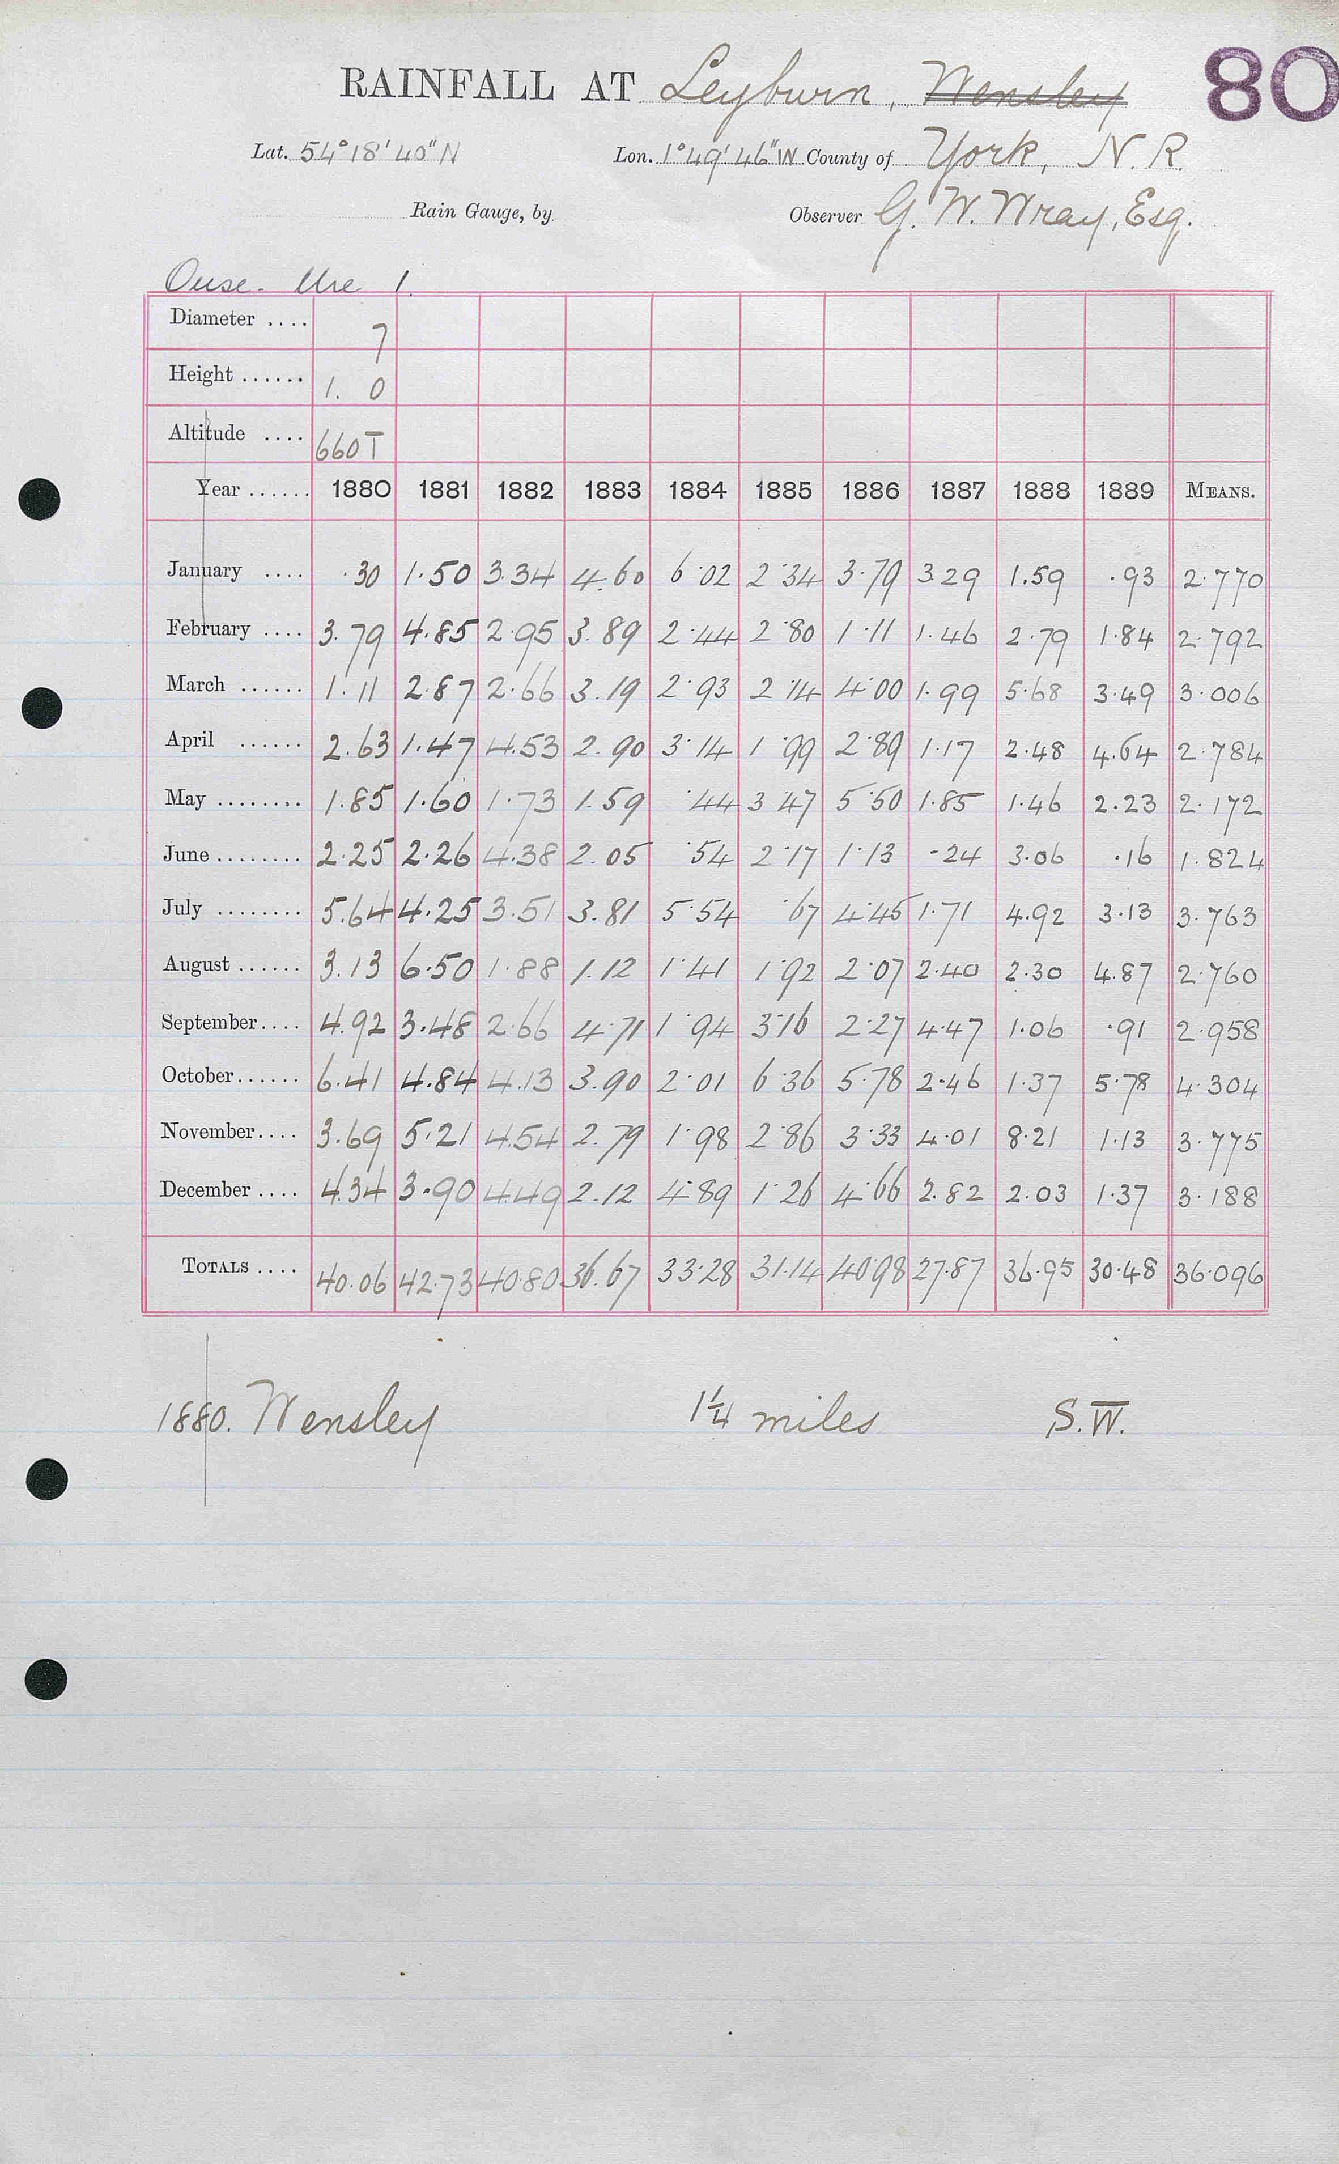 80
RAINFALL AT Leyburn, Wensley
Lat. 54°18'40"N Lon. 1°49'46"W County of York, N.R.
Rain Gauge, by Observer G. W. Wray, Esq.
Ouse. Ure 1.
Diameter .... 7
Height ...... 1. 0
Altitude .... 660T
Year ...... 1880 1881 1882 1883 1884 1885 1886 1887 1888 1889 MEANS.
January .... .30 1.50 3.34 4.60 6.02 2.34 3.79 3.29 1.59 .93 2.770
February .... 3.79 4.85 2.95 3.89 2.44 2.80 1.11 1.46 2.79 1.84 2.792
March ...... 1.11 2.87 2.66 3.19 2.93 2.14 4.00 1.99 5.68 3.49 3.006
April ...... 2.63 1.47 4.53 2.90 3.14 1.99 2.89 1.17 2.48 4.64 2.784
May ........ 1.85 1.60 1.73 1.59 .44 3.47 5.50 1.85 1.46 2.23 2.172
June ........ 2.25 2.26 4.38 2.05 .54 2.17 1.13 .24 3.06 .16 1.824
July ........ 5.64 4.25 3.51 3.81 5.54 .67 4.45 1.71 4.92 3.13 3.763
August ...... 3.13 6.50 1.88 1.12 1.41 1.92 2.07 2.40 2.30 4.87 2.760
September .... 4.92 3.48 2.66 4.71 1.94 3.16 2.27 4.47 1.06 .91 2.958
October ...... 6.41 4.84 4.13 3.90 2.01 6.36 5.78 2.46 1.37 5.78 4.304
November .... 3.69 5.21 4.54 2.79 1.98 2.86 3.33 4.01 8.21 1.13 3.775
December .... 4.34 3.90 4.49 2.12 4.89 1.26 4.66 2.82 2.03 1.37 3.188
TOTALS .... 40.06 42.73 40.80 36.67 33.28 31.14 40.98 27.87 36.95 30.48 36.096
1880. Wensley 1¼ miles S.W.